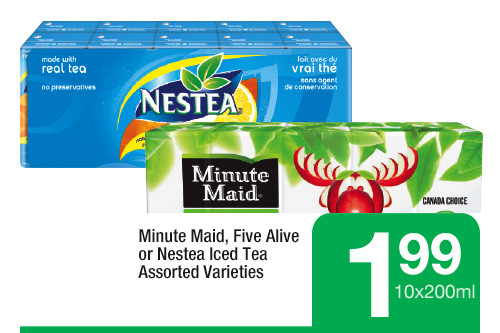 made with
real tea
no preservatives
fait avec du
vrai thé
sans agent
de conservation
NESTEA
Minute
Maid
CANADA CHOICE
Minute Maid, Five Alive
or Nestea Iced Tea
Assorted Varieties
1.99
10x200ml